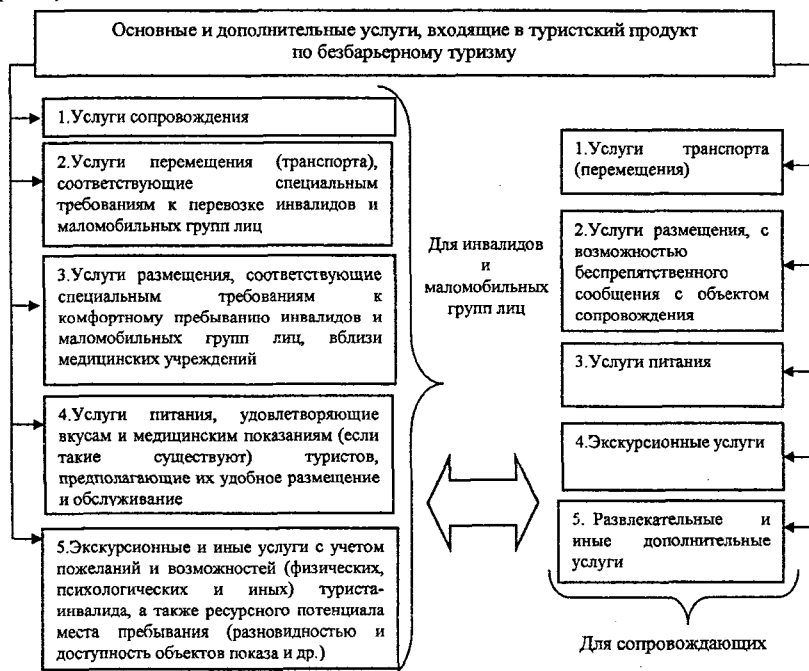 Основные и дополнительные услуги, входящие в туристский продукт
по безбарьерному туризму
1.Услуги сопровождения
2.Услуги перемещения (транспорта),
соответствующие специальным
требованиям к перевозке инвалидов и
маломобильных групп лиц
3.Услуги размещения, соответствующие
специальным требованиям к
комфортному пребыванию инвалидов и
маломобильных групп лиц, вблизи
медицинских учреждений
4.Услуги питания, удовлетворяющие
вкусам и медицинским показаниям (если
такие существуют) туристов,
предполагающие их удобное размещение
и обслуживание
5.Экскурсионные и иные услуги с учетом
пожеланий и возможностей (физических,
психологических и иных) туриста-
инвалида, а также ресурсного потенциала
места пребывания (разновидностью и
доступность объектов показа и др.)
Для инвалидов
и
маломобильных
групп лиц
1.Услуги транспорта
(перемещения)
2.Услуги размещения, с
возможностью
беспрепятственного
сообщения с объектом
сопровождения
3.Услуги питания
4.Экскурсионные услуги
5. Развлекательные и
иные дополнительные
услуги
Для сопровождающих